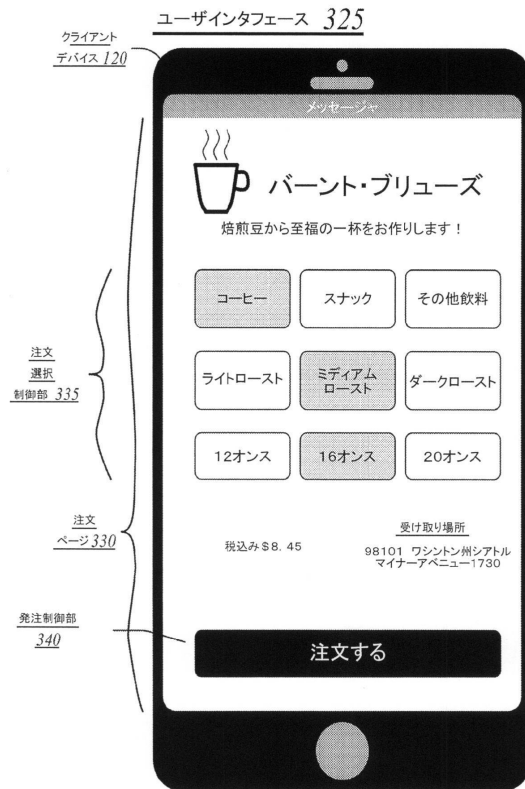 ユーザインタフェース 325
クライアント
デバイス 120
メッセージャ
バーント・ブリューズ
焙煎豆から至福の一杯をお作りします!
コーヒー
スナック
その他飲料
注文
選択
制御部 335
ライトロースト
ミディアム
ロースト
ダークロースト
12オンス
16オンス
20オンス
注文
ページ 330
税込み$8.45
受け取り場所
98101 ワシントン州シアトル
マイナーアベニュー1730
発注制御部
340
注文する